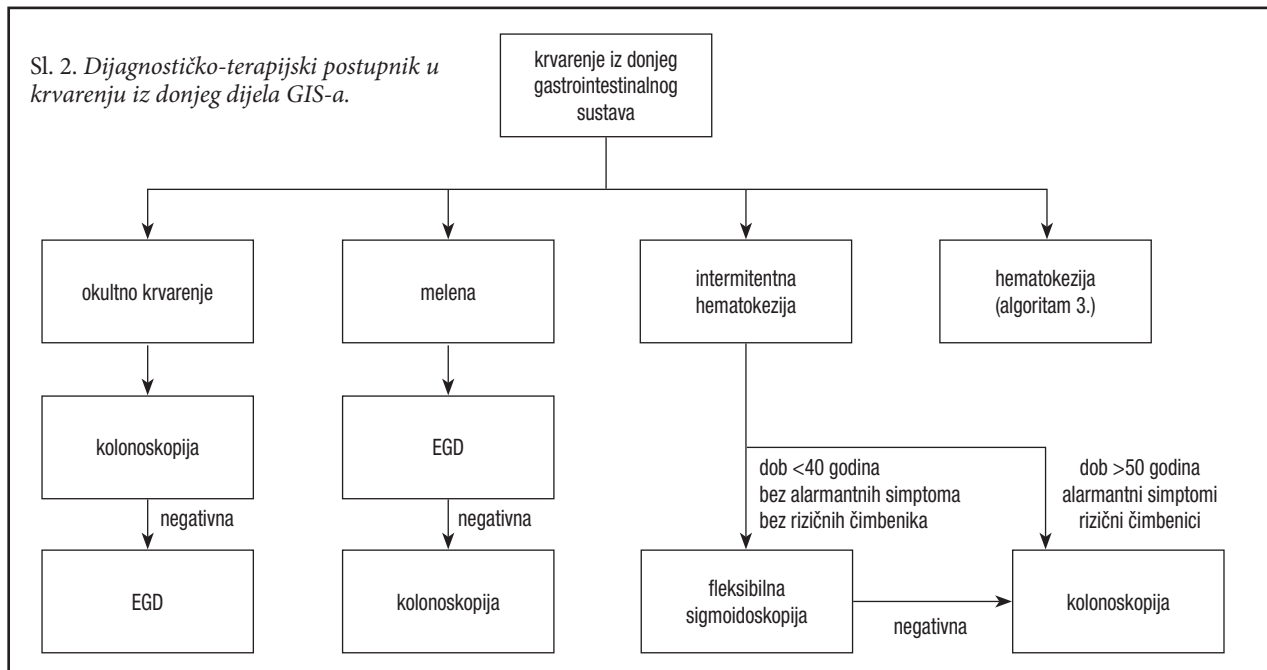 Sl. 2. Dijagnostičko-terapijski postupnik u
krvarenju iz donjeg dijela GIS-a.
krvarenje iz donjeg
gastrointestinalnog
sustava
okultno krvarenje
melena
intermitentna
hematokezija
hematokezija
(algoritam 3.)
kolonoskopija
EGD
dob <40 godina
bez alarmantnih simptoma
bez rizičnih čimbenika
dob >50 godina
alarmantni simptomi
rizični čimbenici
negativna
negativna
EGD
kolonoskopija
fleksibilna
sigmoidoskopija
negativna
kolonoskopija